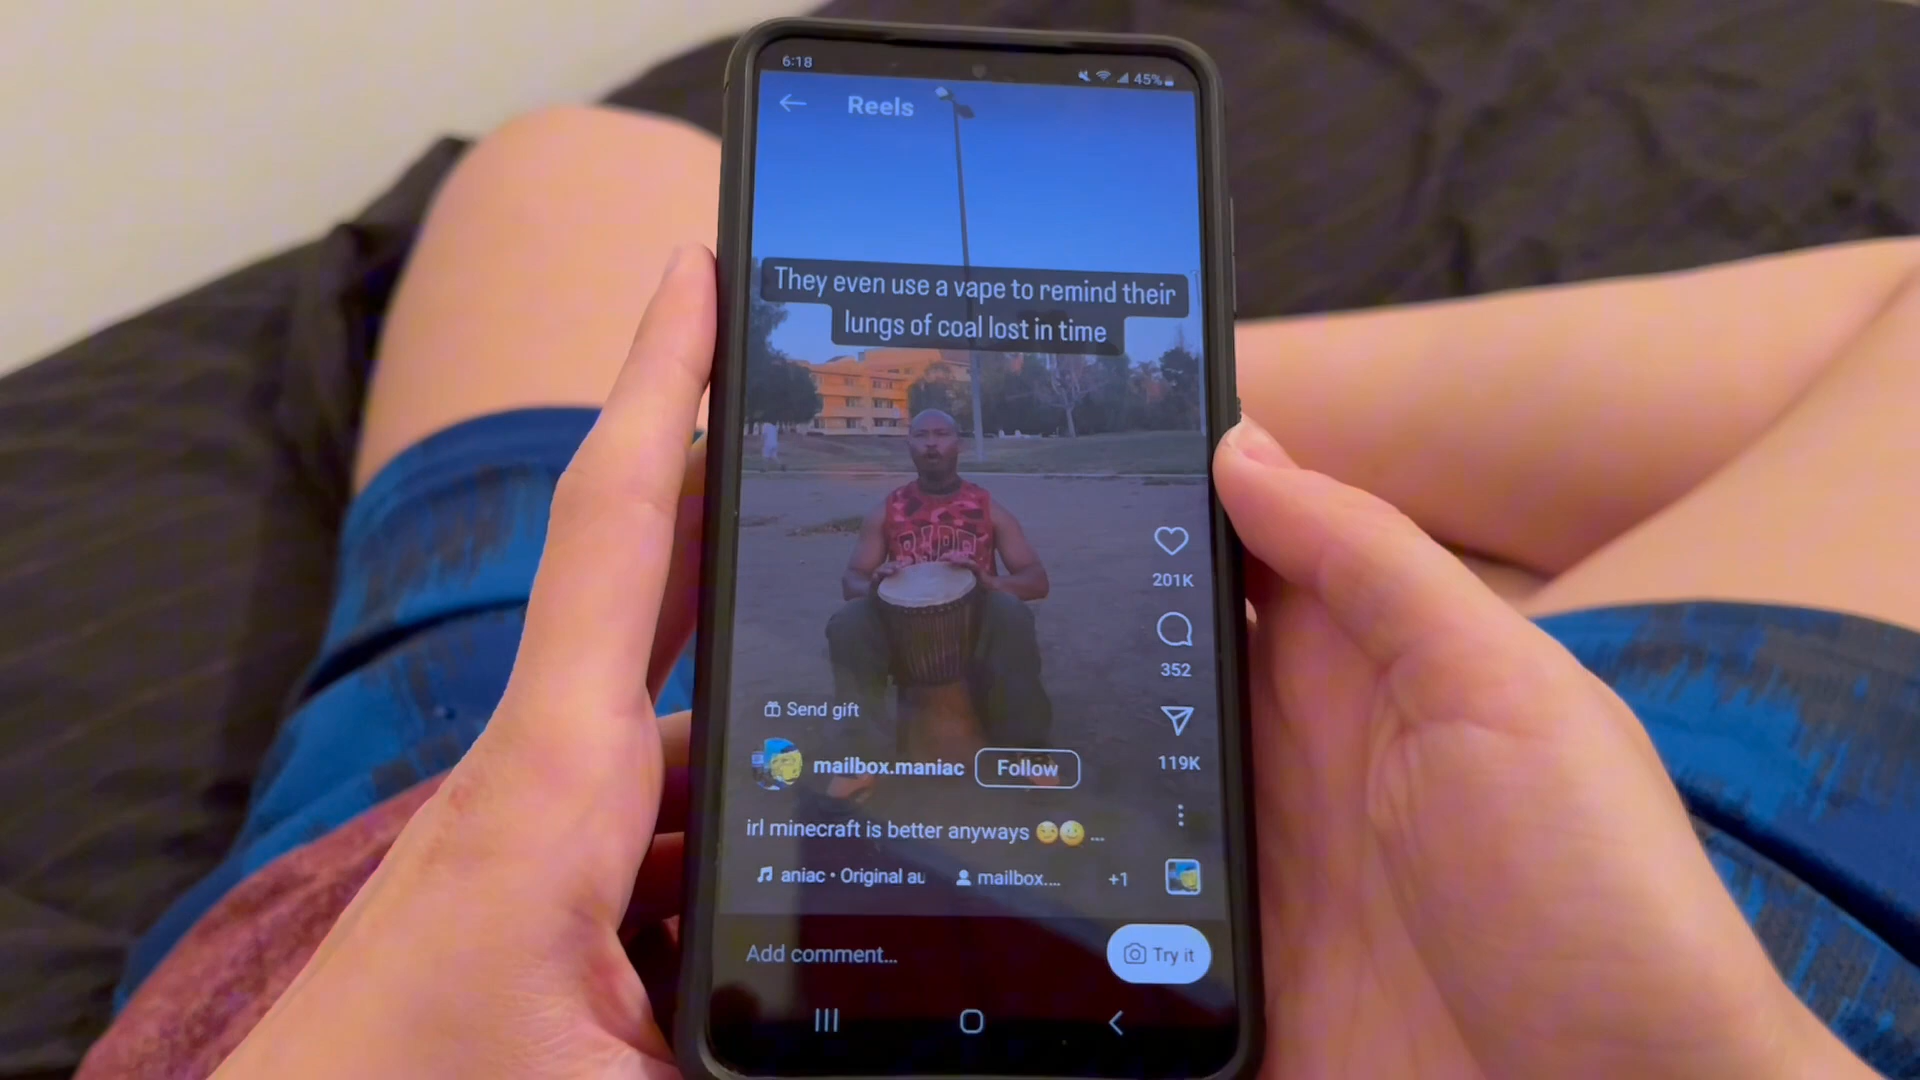 6:18
45%
Reels
They even use a vape to remind their
lungs of coal lost in time
201K
352
Send gift
119K
mailbox.maniac
Follow
irl minecraft is better anyways 😏🌝 ...
aniac • Original au
mailbox....
+1
Add comment...
Try it